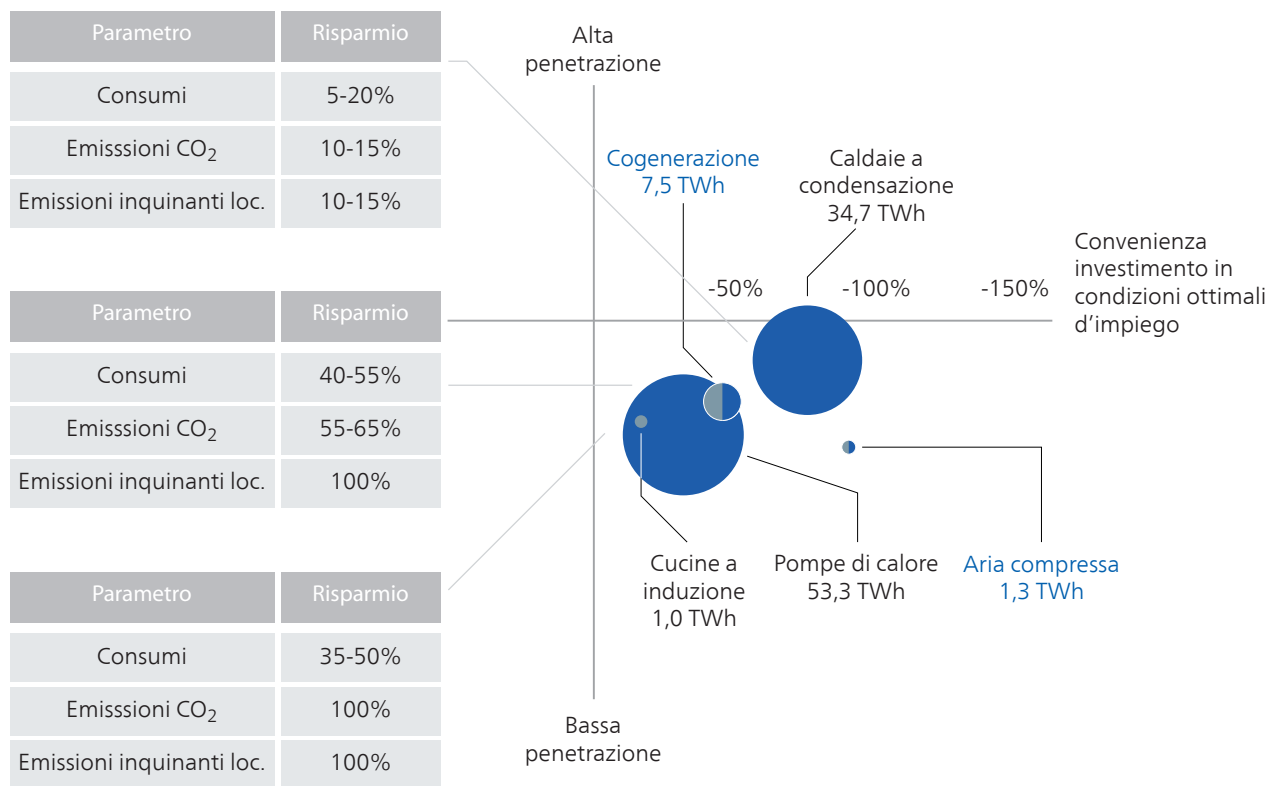 Parametro Risparmio
Consumi 5-20%
Emisssioni CO₂ 10-15%
Emissioni inquinanti loc. 10-15%
Parametro Risparmio
Consumi 40-55%
Emisssioni CO₂ 55-65%
Emissioni inquinanti loc. 100%
Parametro Risparmio
Consumi 35-50%
Emisssioni CO₂ 100%
Emissioni inquinanti loc. 100%
Alta
penetrazione
Cogenerazione
7,5 TWh
Caldaie a
condensazione
34,7 TWh
-50% -100% -150%
Convenienza
investimento in
condizioni ottimali
d'impiego
Cucine a
induzione
1,0 TWh
Pompe di calore
53,3 TWh
Aria compressa
1,3 TWh
Bassa
penetrazione